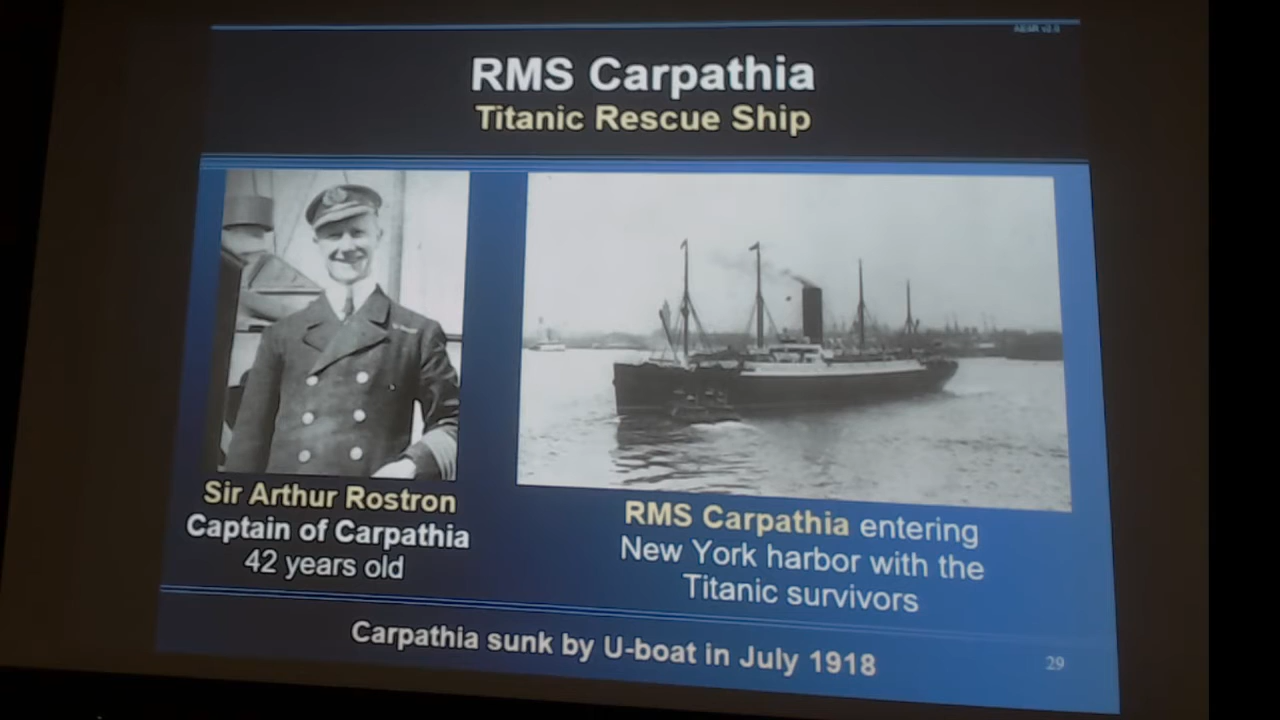 RMS Carpathia
Titanic Rescue Ship
Sir Arthur Rostron
Captain of Carpathia
42 years old
RMS Carpathia entering
New York harbor with the
Titanic survivors
Carpathia sunk by U-boat in July 1918
29